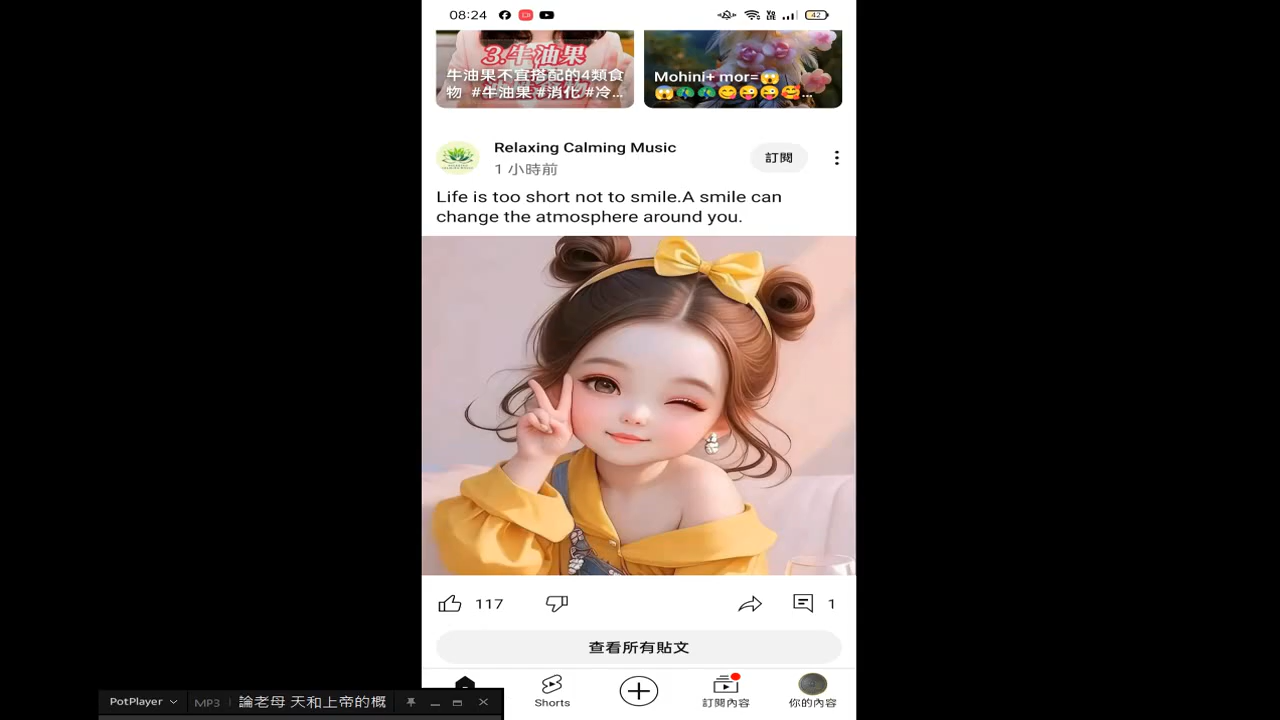 08:24
42
3.牛油果
牛油果不宜搭配的4類食
物 #牛油果 #消化 #冷...
Mohini+ mor=😱
😱🦚🦚😋😜😜🥰...
Relaxing Calming Music
1 小時前
訂閱
Life is too short not to smile.A smile can
change the atmosphere around you.
117
1
查看所有貼文
Shorts
訂閱內容
你的內容
PotPlayer
MP3
論老母 天和上帝的概